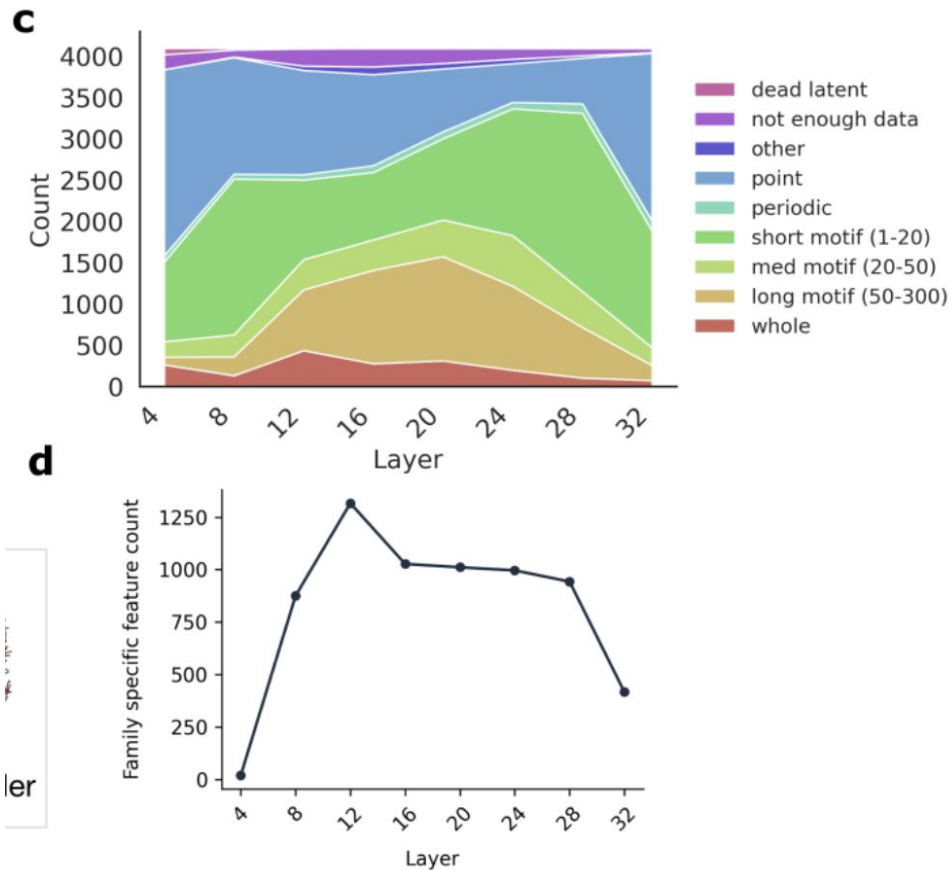 c
Count
4000
3500
3000
2500
2000
1500
1000
500
0
4
8
12
16
20
24
28
32
Layer
dead latent
not enough data
other
point
periodic
short motif (1-20)
med motif (20-50)
long motif (50-300)
whole
d
Family specific feature count
1250
1000
750
500
250
0
4
8
12
16
20
24
28
32
Layer